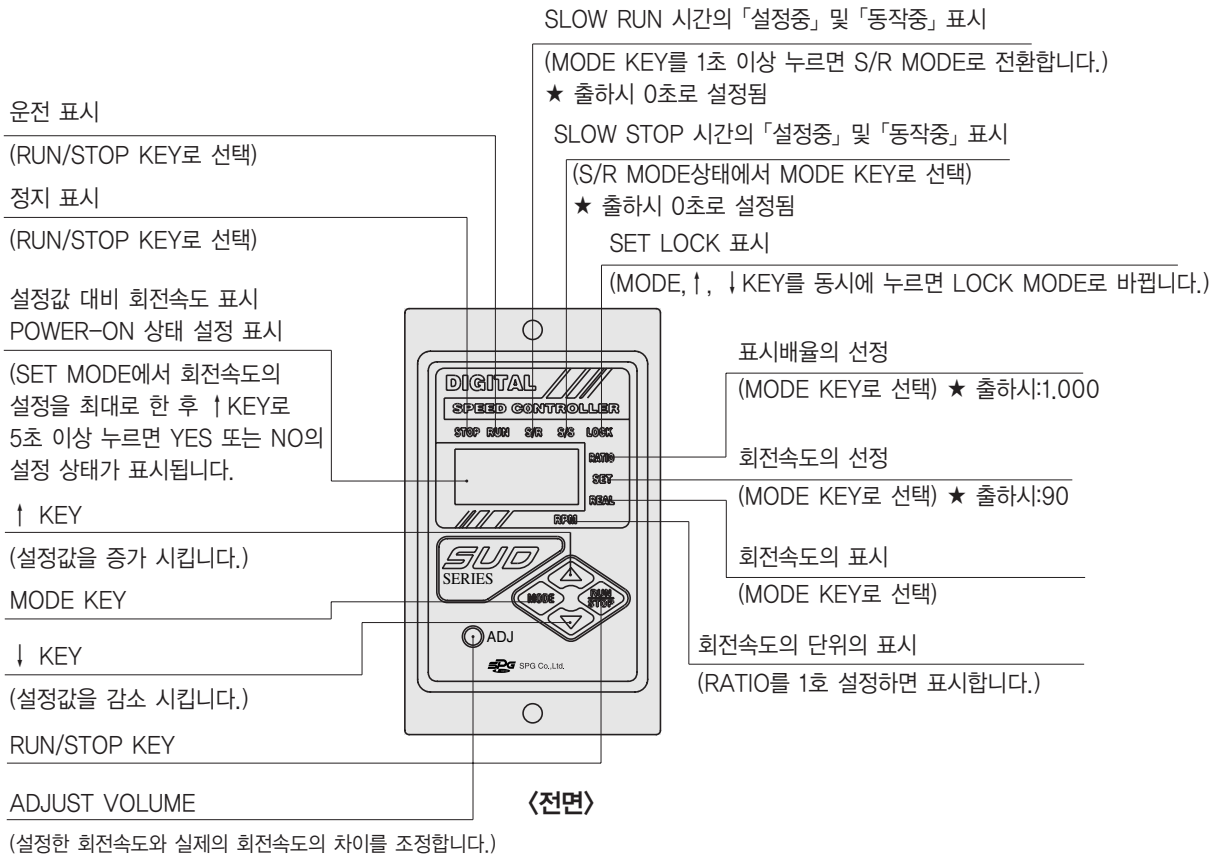 SLOW RUN 시간의 「설정중」 및 「동작중」 표시
(MODE KEY를 1초 이상 누르면 S/R MODE로 전환합니다.)
★ 출하시 0초로 설정됨
SLOW STOP 시간의 「설정중」 및 「동작중」 표시
(S/R MODE상태에서 MODE KEY로 선택)
★ 출하시 0초로 설정됨
SET LOCK 표시
(MODE,↑, ↓KEY를 동시에 누르면 LOCK MODE로 바뀝니다.)
운전 표시
(RUN/STOP KEY로 선택)
정지 표시
(RUN/STOP KEY로 선택)
설정값 대비 회전속도 표시
POWER-ON 상태 설정 표시
(SET MODE에서 회전속도의
설정을 최대로 한 후 ↑KEY로
5초 이상 누르면 YES 또는 NO의
설정 상태가 표시됩니다.
↑ KEY
(설정값을 증가 시킵니다.)
MODE KEY
↓ KEY
(설정값을 감소 시킵니다.)
RUN/STOP KEY
ADJUST VOLUME
(설정한 회전속도와 실제의 회전속도의 차이를 조정합니다.)
DIGITAL
SPEED CONTROLLER
STOP RUN S/R S/S LOCK
RATIO
SET
REAL
RPM
SUD
SERIES
MODE
RUN
STOP
ADJ
SPG SPG Co.,Ltd.
표시배율의 선정
(MODE KEY로 선택) ★ 출하시:1.000
회전속도의 선정
(MODE KEY로 선택) ★ 출하시:90
회전속도의 표시
(MODE KEY로 선택)
회전속도의 단위의 표시
(RATIO를 1호 설정하면 표시합니다.)
〈전면〉